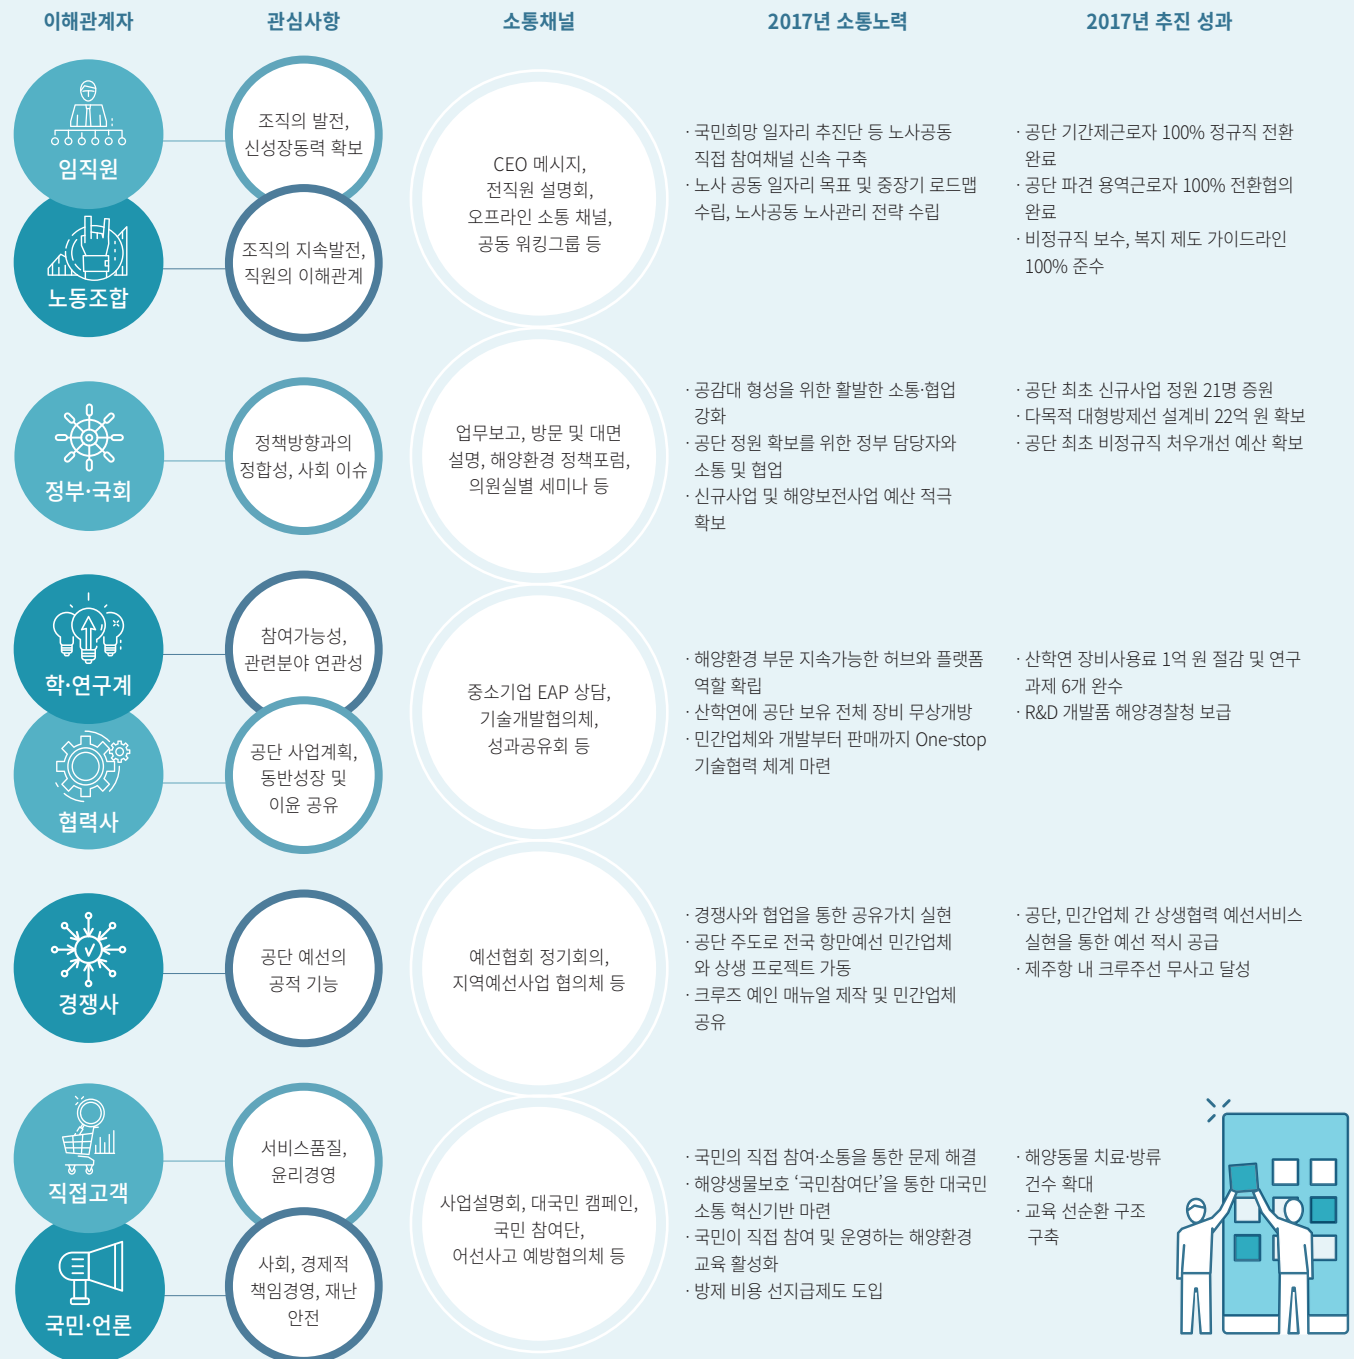 이해관계자
관심사항
소통채널
2017년 소통노력
2017년 추진 성과
임직원
조직의 발전,
신성장동력 확보
노동조합
조직의 지속발전,
직원의 이해관계
CEO 메시지,
전직원 설명회,
오프라인 소통 채널,
공동 워킹그룹 등
· 국민희망 일자리 추진단 등 노사공동
직접 참여채널 신속 구축
· 노사 공동 일자리 목표 및 중장기 로드맵
수립, 노사공동 노사관리 전략 수립
· 공단 기간제근로자 100% 정규직 전환
완료
· 공단 파견 용역근로자 100% 전환협의
완료
· 비정규직 보수, 복지 제도 가이드라인
100% 준수
정부·국회
정책방향과의
정합성, 사회 이슈
업무보고, 방문 및 대면
설명, 해양환경 정책포럼,
의원실별 세미나 등
· 공감대 형성을 위한 활발한 소통·협업
강화
· 공단 정원 확보를 위한 정부 담당자와
소통 및 협업
· 신규사업 및 해양보전사업 예산 적극
확보
· 공단 최초 신규사업 정원 21명 증원
· 다목적 대형방제선 설계비 22억 원 확보
· 공단 최초 비정규직 처우개선 예산 확보
학·연구계
참여가능성,
관련분야 연관성
협력사
공단 사업계획,
동반성장 및
이윤 공유
중소기업 EAP 상담,
기술개발협의체,
성과공유회 등
· 해양환경 부문 지속가능한 허브와 플랫폼
역할 확립
· 산학연에 공단 보유 전체 장비 무상개방
· 민간업체와 개발부터 판매까지 One-stop
기술협력 체계 마련
· 산학연 장비사용료 1억 원 절감 및 연구
과제 6개 완수
· R&D 개발품 해양경찰청 보급
경쟁사
공단 예선의
공적 기능
예선협회 정기회의,
지역예선사업 협의체 등
· 경쟁사와 협업을 통한 공유가치 실현
· 공단 주도로 전국 항만예선 민간업체
와 상생 프로젝트 가동
· 크루즈 예인 매뉴얼 제작 및 민간업체
공유
· 공단, 민간업체 간 상생협력 예선서비스
실현을 통한 예선 적시 공급
· 제주항 내 크루주선 무사고 달성
직접고객
서비스품질,
윤리경영
국민·언론
사회, 경제적
책임경영, 재난
안전
사업설명회, 대국민 캠페인,
국민 참여단,
어선사고 예방협의체 등
· 국민의 직접 참여·소통을 통한 문제 해결
· 해양생물보호 ‘국민참여단’을 통한 대국민
소통 혁신기반 마련
· 국민이 직접 참여 및 운영하는 해양환경
교육 활성화
· 방제 비용 선지급제도 도입
· 해양동물 치료·방류
건수 확대
· 교육 선순환 구조
구축